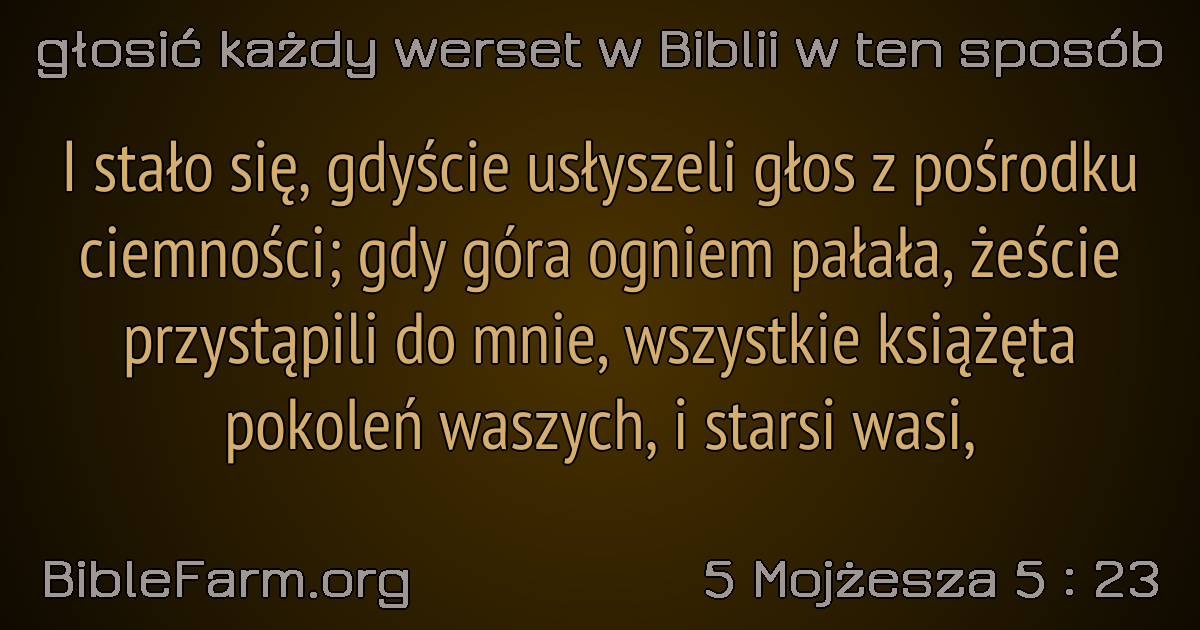 głosić każdy werset w Biblii w ten sposób
I stało się, gdyście usłyszeli głos z pośrodku
ciemności; gdy góra ogniem pałała, żeście
przystąpili do mnie, wszystkie książęta
pokoleń waszych, i starsi wasi,
BibleFarm.org
5 Mojżesza 5 : 23